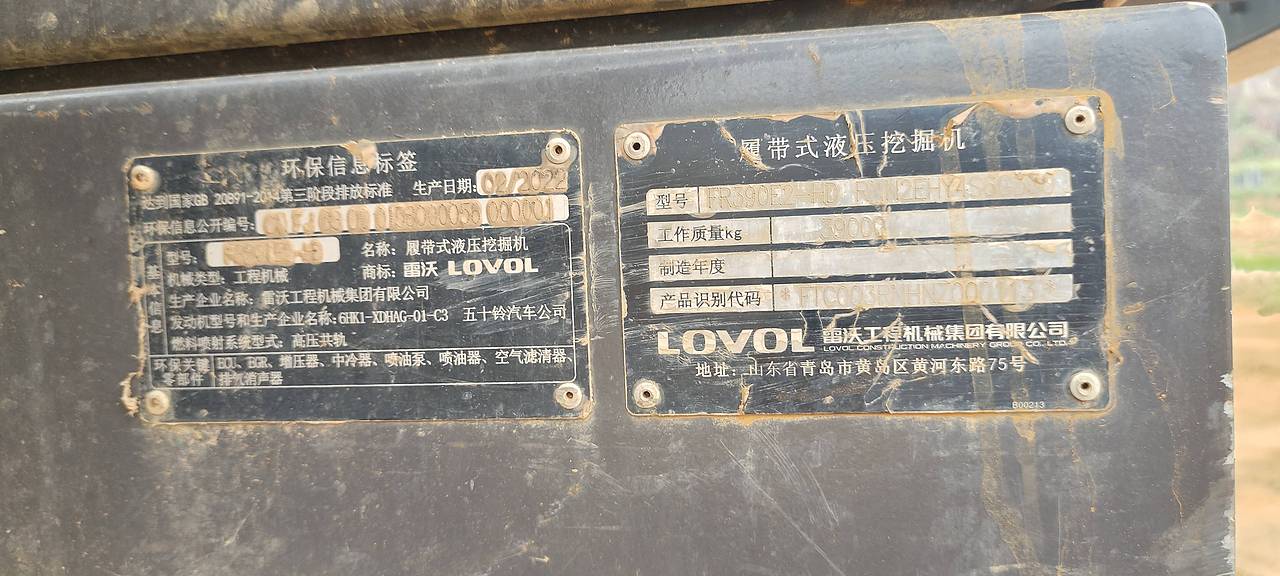 环保信息标签
达到国家GB 20891-2014第三阶段排放标准 生产日期: 02/2022
环保信息公开编号: 000001
型号: 名称: 履带式液压挖掘机
机械类型: 工程机械 商标: 雷沃 LOVOL
基本信息
生产企业名称: 雷沃工程机械集团有限公司
发动机型号和生产企业名称: 6HK1-XDHAG-01-C3 五十铃汽车公司
燃料喷射系统型式: 高压共轨
环保关键零部件 ECU、EGR、增压器、中冷器、喷油泵、喷油器、空气滤清器、
排气消声器
履带式液压挖掘机
型号 FR390E2-HD
工作质量kg 39000
制造年度
产品识别代码
LOVOL 雷沃工程机械集团有限公司
LOVOL CONSTRUCTION MACHINERY GROUP CO., LTD.
地址: 山东省青岛市黄岛区黄河东路75号
B00213